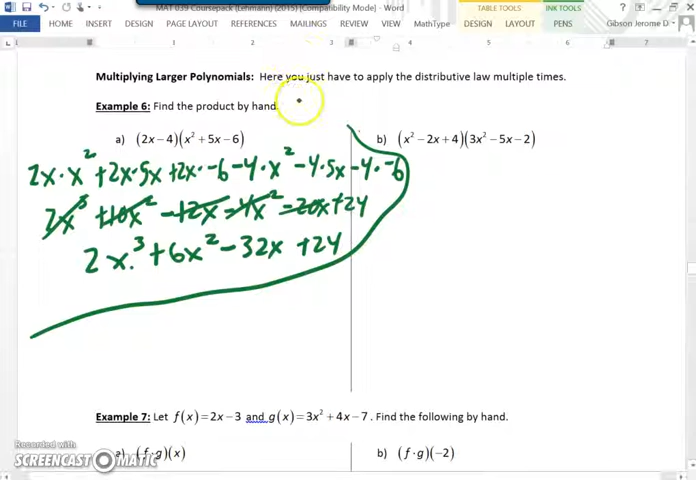 MAT 039 Coursepack (Lehmann) (2015) [Compatibility Mode] - Word
FILE HOME INSERT DESIGN PAGE LAYOUT REFERENCES MAILINGS REVIEW VIEW MathType
TABLE TOOLS
DESIGN LAYOUT
INK TOOLS
PENS
Gibson Jerome D
Multiplying Larger Polynomials: Here you just have to apply the distributive law multiple times.
Example 6: Find the product by hand.
a) (2x−4)(x²+5x−6)
b) (x²−2x+4)(3x²−5x−2)
2x·x²+2x·5x+2x·-6-4·x²-4·5x-4·-6
2x³+10x²-12x-4x²-20x+24
2x³+6x²-32x+24
Example 7: Let f(x)=2x−3 and g(x)=3x²+4x−7. Find the following by hand.
a) (f·g)(x)
b) (f·g)(−2)
Recorded with
SCREENCAST MATIC